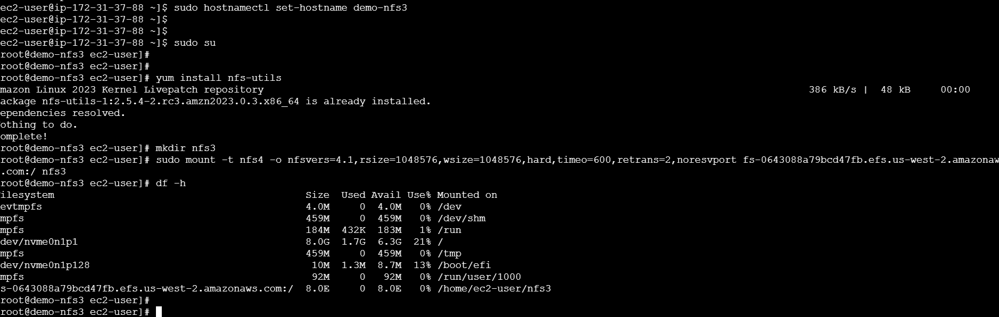 ec2-user@ip-172-31-37-88 ~]$ sudo hostnamectl set-hostname demo-nfs3
ec2-user@ip-172-31-37-88 ~]$
ec2-user@ip-172-31-37-88 ~]$
ec2-user@ip-172-31-37-88 ~]$ sudo su
root@demo-nfs3 ec2-user]#
root@demo-nfs3 ec2-user]#
root@demo-nfs3 ec2-user]# yum install nfs-utils
mazon Linux 2023 Kernel Livepatch repository 386 kB/s | 48 kB 00:00
ackage nfs-utils-1:2.5.4-2.rc3.amzn2023.0.3.x86_64 is already installed.
ependencies resolved.
othing to do.
omplete!
root@demo-nfs3 ec2-user]# mkdir nfs3
root@demo-nfs3 ec2-user]# sudo mount -t nfs4 -o nfsvers=4.1,rsize=1048576,wsize=1048576,hard,timeo=600,retrans=2,noresvport fs-0643088a79bcd47fb.efs.us-west-2.amazonaw
.com:/ nfs3
root@demo-nfs3 ec2-user]# df -h
ilesystem Size Used Avail Use% Mounted on
evtmpfs 4.0M 0 4.0M 0% /dev
mpfs 459M 0 459M 0% /dev/shm
mpfs 184M 432K 183M 1% /run
dev/nvme0n1p1 8.0G 1.7G 6.3G 21% /
mpfs 459M 0 459M 0% /tmp
dev/nvme0n1p128 10M 1.3M 8.7M 13% /boot/efi
mpfs 92M 0 92M 0% /run/user/1000
s-0643088a79bcd47fb.efs.us-west-2.amazonaws.com:/ 8.0E 0 8.0E 0% /home/ec2-user/nfs3
root@demo-nfs3 ec2-user]#
root@demo-nfs3 ec2-user]#